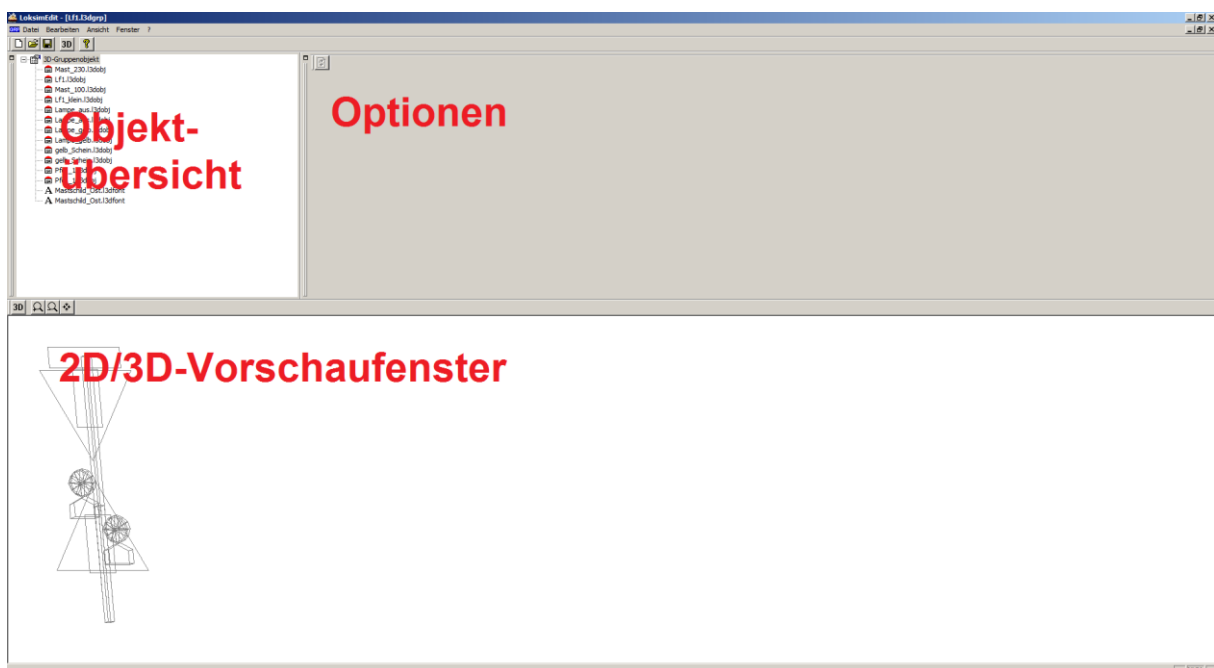 LoksimEdit - [Lf1.l3dgrp]
Datei Bearbeiten Ansicht Fenster ?
3D
3D-Gruppenobjekt
Mast_230.l3dobj
Lf1.l3dobj
Mast_100.l3dobj
Lf1_klein.l3dobj
Lampe_aus.l3dobj
gelb_Schein.l3dobj
gelb_Schein.l3dobj
A Mastschild_Ost.l3dfont
A Mastschild_Ost.l3dfont
Objekt-
übersicht
Optionen
3D
2D/3D-Vorschaufenster